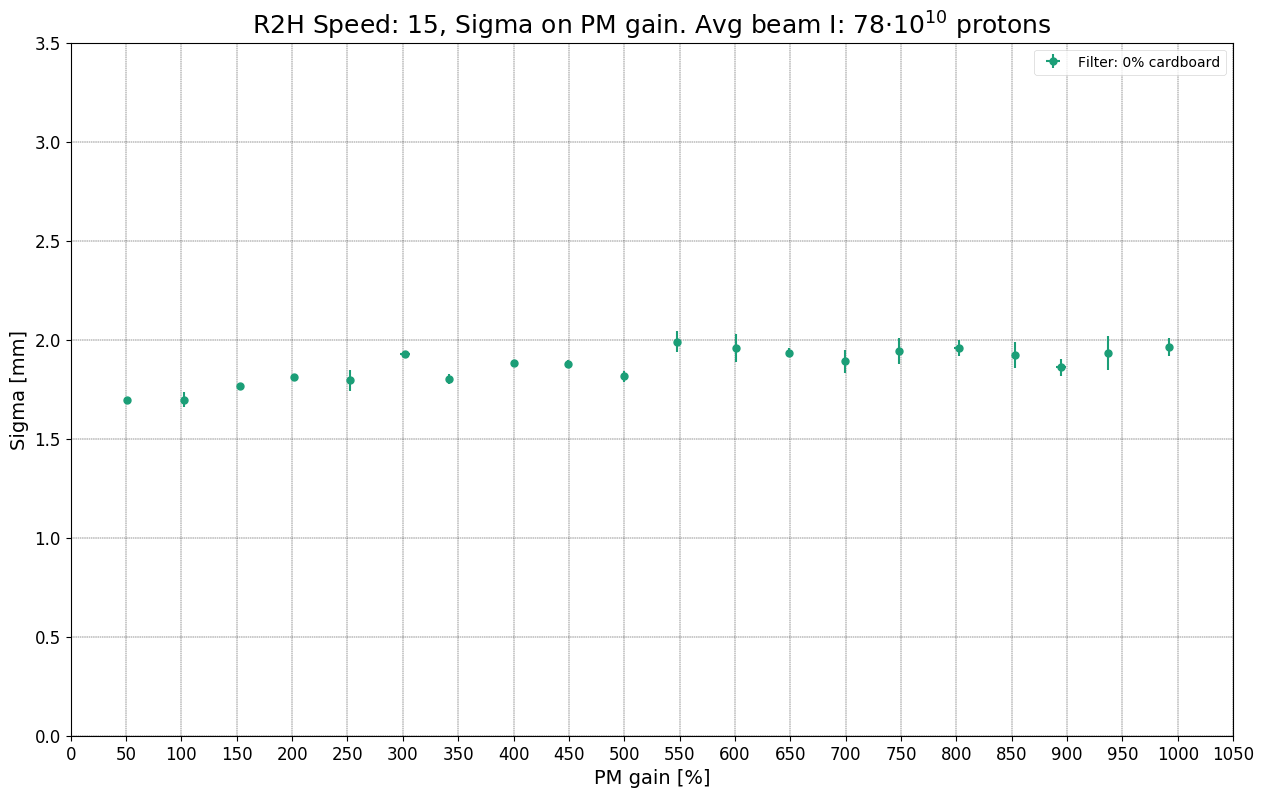 R2H Speed: 15, Sigma on PM gain. Avg beam I: 78·10¹⁰ protons
Filter: 0% cardboard
Sigma [mm]
3.5
3.0
2.5
2.0
1.5
1.0
0.5
0.0
0 50 100 150 200 250 300 350 400 450 500 550 600 650 700 750 800 850 900 950 1000 1050
PM gain [%]